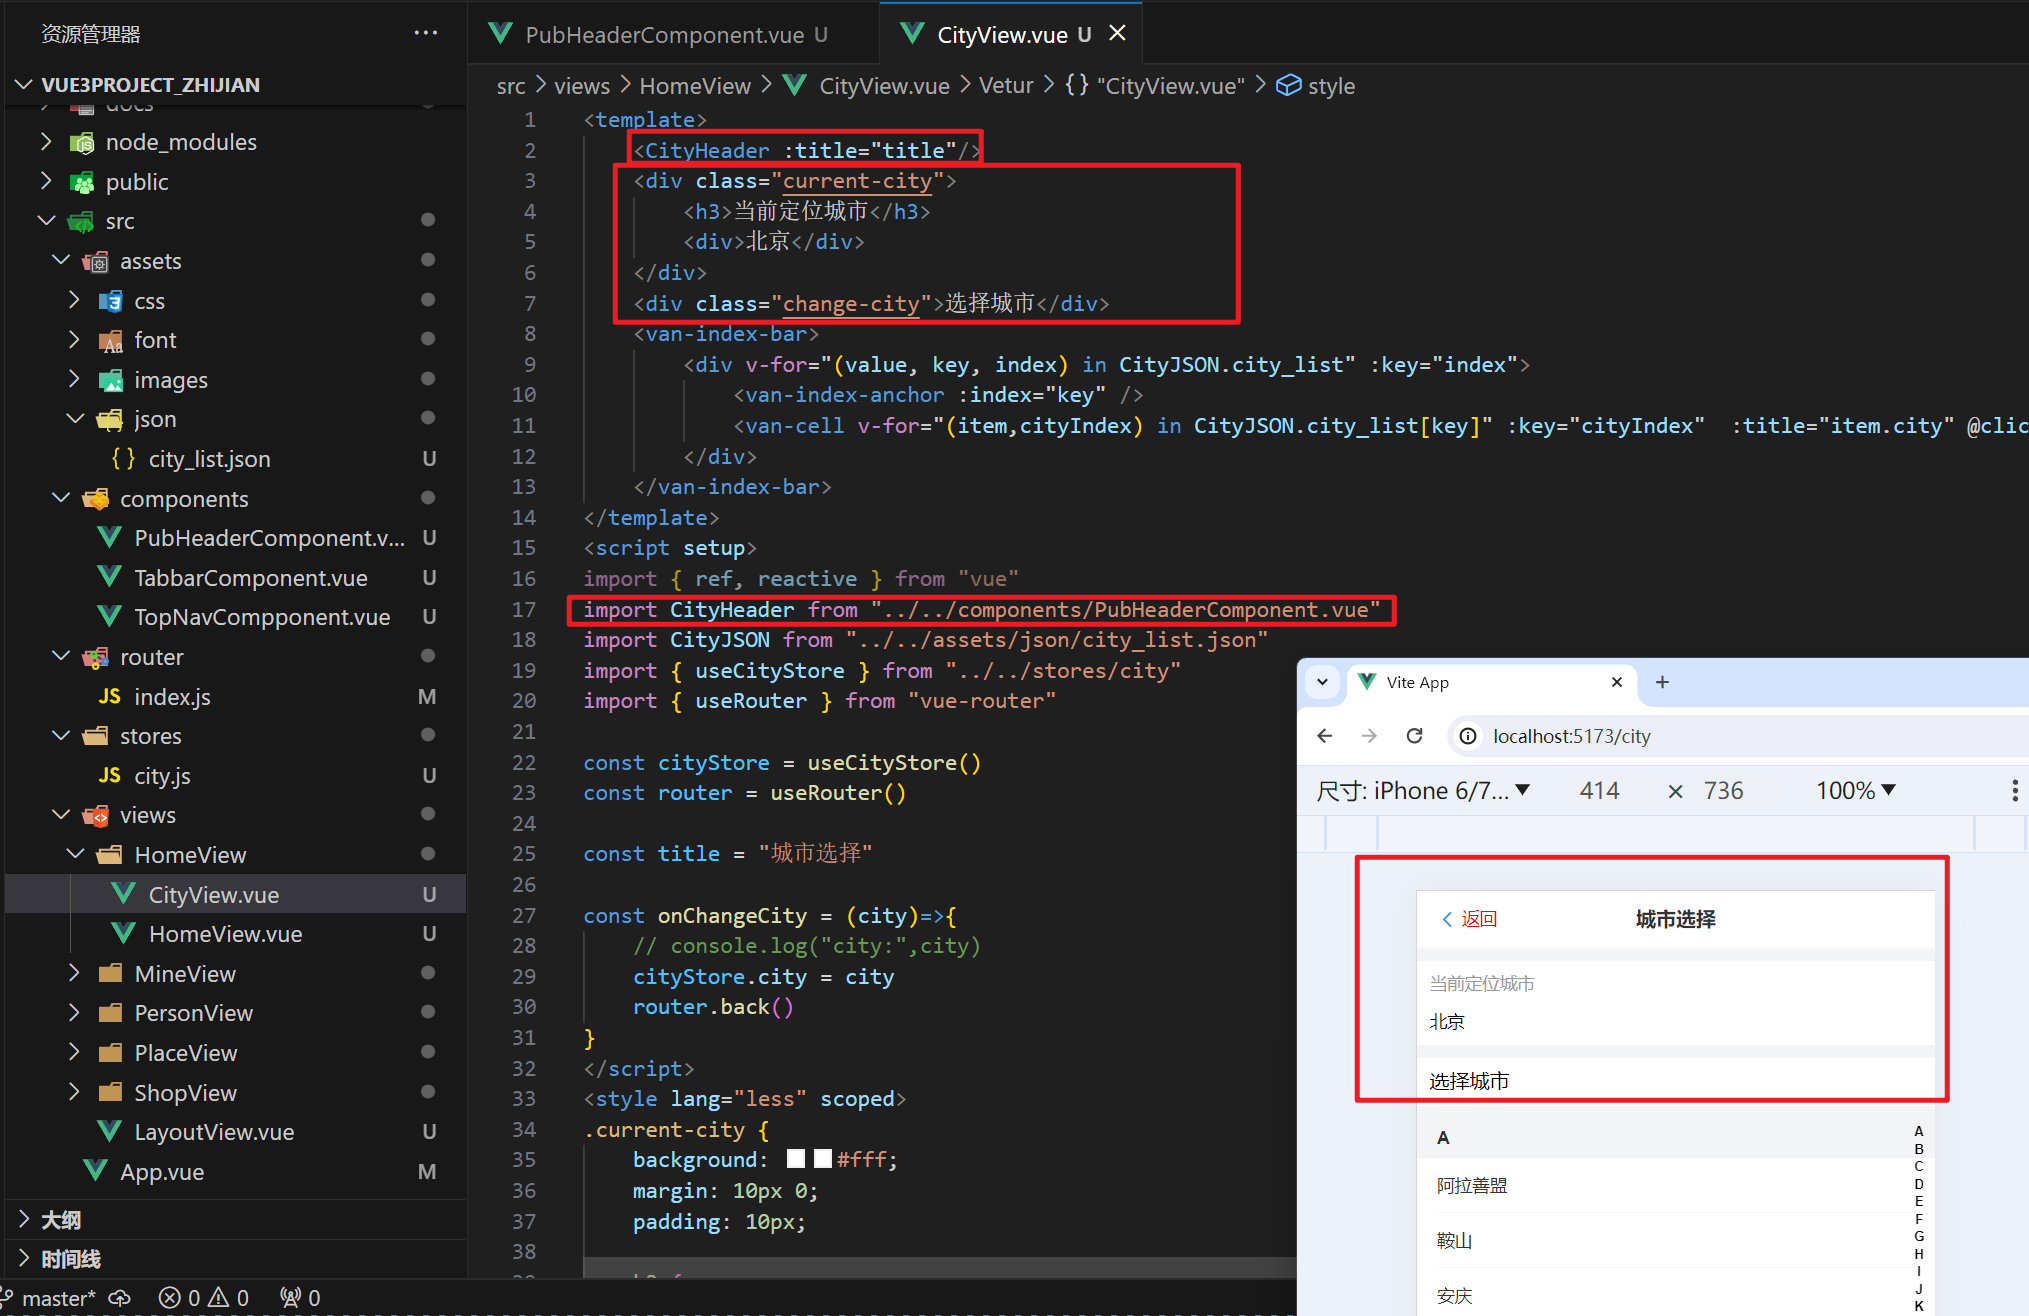 资源管理器
VUE3PROJECT_ZHIJIAN
docs
node_modules
public
src
assets
css
font
images
json
city_list.json U
components
PubHeaderComponent.v... U
TabbarComponent.vue U
TopNavCompponent.vue U
router
index.js M
stores
city.js U
views
HomeView
CityView.vue U
HomeView.vue U
MineView
PersonView
PlaceView
ShopView
LayoutView.vue U
App.vue M
大纲
时间线
master* 0 0 0
PubHeaderComponent.vue U
CityView.vue U
src > views > HomeView > CityView.vue > Vetur > {} "CityView.vue" > style
1 <template>
2 <CityHeader :title="title"/>
3 <div class="current-city">
4 <h3>当前定位城市</h3>
5 <div>北京</div>
6 </div>
7 <div class="change-city">选择城市</div>
8 <van-index-bar>
9 <div v-for="(value, key, index) in CityJSON.city_list" :key="index">
10 <van-index-anchor :index="key" />
11 <van-cell v-for="(item,cityIndex) in CityJSON.city_list[key]" :key="cityIndex"  :title="item.city" @clic
12 </div>
13 </van-index-bar>
14 </template>
15 <script setup>
16 import { ref, reactive } from "vue"
17 import CityHeader from "../../components/PubHeaderComponent.vue"
18 import CityJSON from "../../assets/json/city_list.json"
19 import { useCityStore } from "../../stores/city"
20 import { useRouter } from "vue-router"
21
22 const cityStore = useCityStore()
23 const router = useRouter()
24
25 const title = "城市选择"
26
27 const onChangeCity = (city)=>{
28 // console.log("city:",city)
29 cityStore.city = city
30 router.back()
31 }
32 </script>
33 <style lang="less" scoped>
34 .current-city {
35 background: #fff;
36 margin: 10px 0;
37 padding: 10px;
38
Vite App
localhost:5173/city
尺寸: iPhone 6/7... 414 × 736 100%
返回 城市选择
当前定位城市
北京
选择城市
A
阿拉善盟
鞍山
安庆
A
B
C
D
E
F
G
H
I
J
K